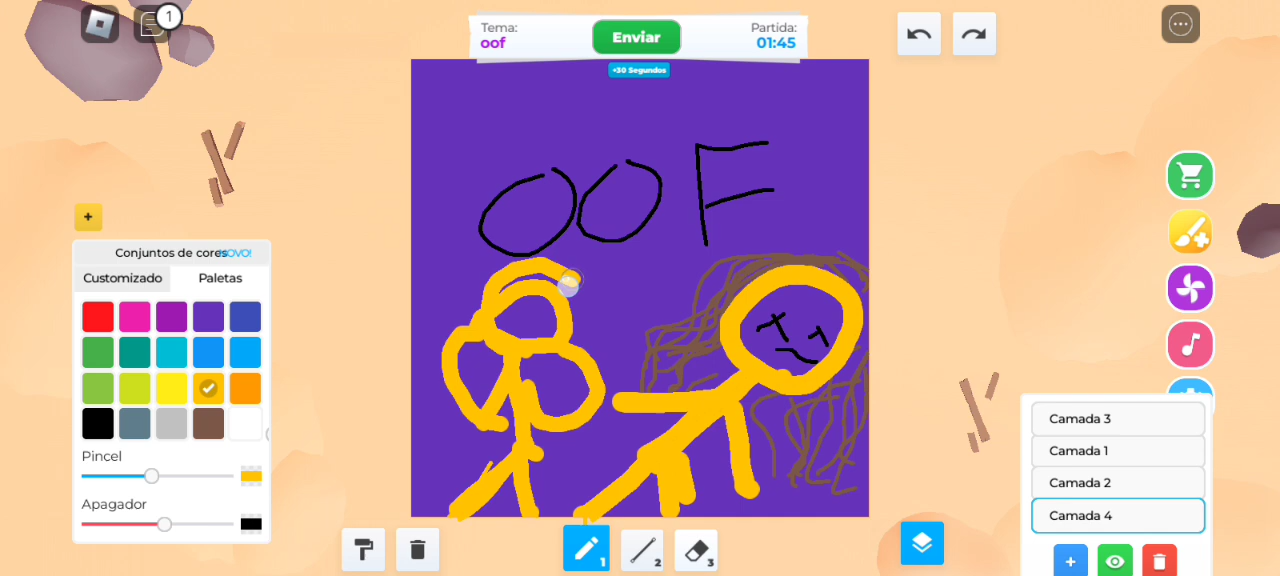 1
Tema:
oof
Enviar
Partida:
01:45
+30 Segundos
OOF
+
Conjuntos de cores
NOVO!
Customizado
Paletas
Pincel
Apagador
1
2
3
Camada 3
Camada 1
Camada 2
Camada 4
+